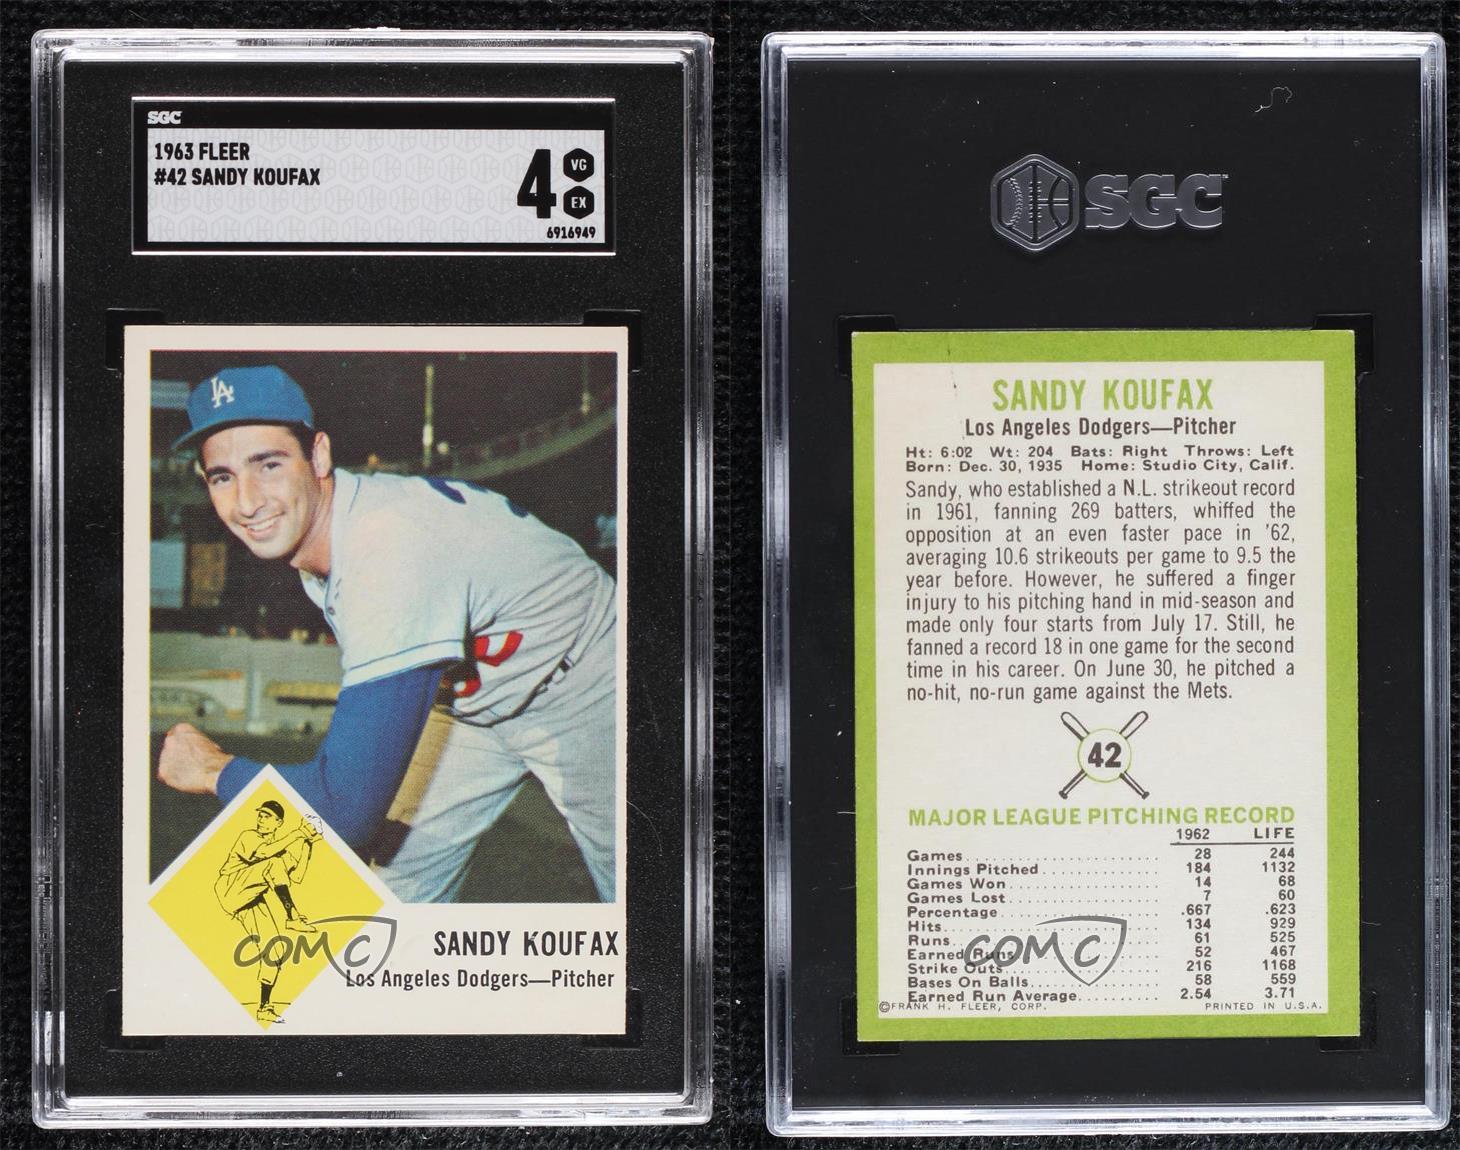 SGC
1963 FLEER
#42 SANDY KOUFAX
4
VG
EX
6916949
LA
SANDY KOUFAX
Los Angeles Dodgers—Pitcher
COMC
SGC
SANDY KOUFAX
Los Angeles Dodgers—Pitcher
Ht: 6:02 Wt: 204 Bats: Right Throws: Left
Born: Dec. 30, 1935 Home: Studio City, Calif.
Sandy, who established a N.L. strikeout record
in 1961, fanning 269 batters, whiffed the
opposition at an even faster pace in '62,
averaging 10.6 strikeouts per game to 9.5 the
year before. However, he suffered a finger
injury to his pitching hand in mid-season and
made only four starts from July 17. Still, he
fanned a record 18 in one game for the second
time in his career. On June 30, he pitched a
no-hit, no-run game against the Mets.
42
MAJOR LEAGUE PITCHING RECORD
1962 LIFE
Games 28 244
Innings Pitched 184 1132
Games Won 14 68
Games Lost 7 60
Percentage .667 .623
Hits 134 929
Runs 61 525
Earned Runs 52 467
Strike Outs 216 1168
Bases On Balls 58 559
Earned Run Average 2.54 3.71
©FRANK H. FLEER, CORP. PRINTED IN U.S.A.
COMC